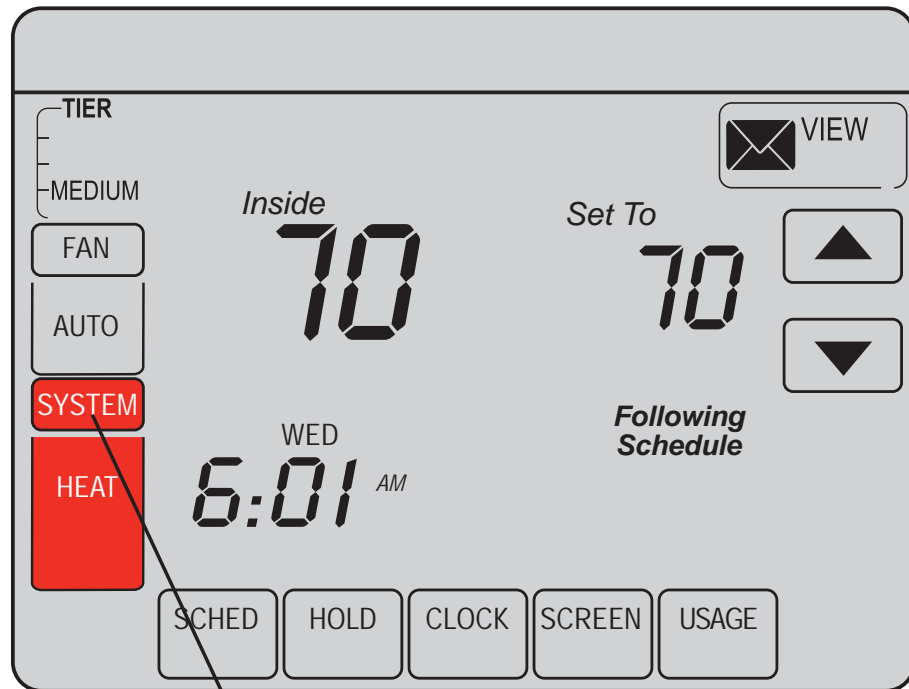 TIER
VIEW
MEDIUM
Inside
Set To
FAN
70
70
AUTO
SYSTEM
Following
Schedule
WED
HEAT
6:01 AM
SCHED
HOLD
CLOCK
SCREEN
USAGE